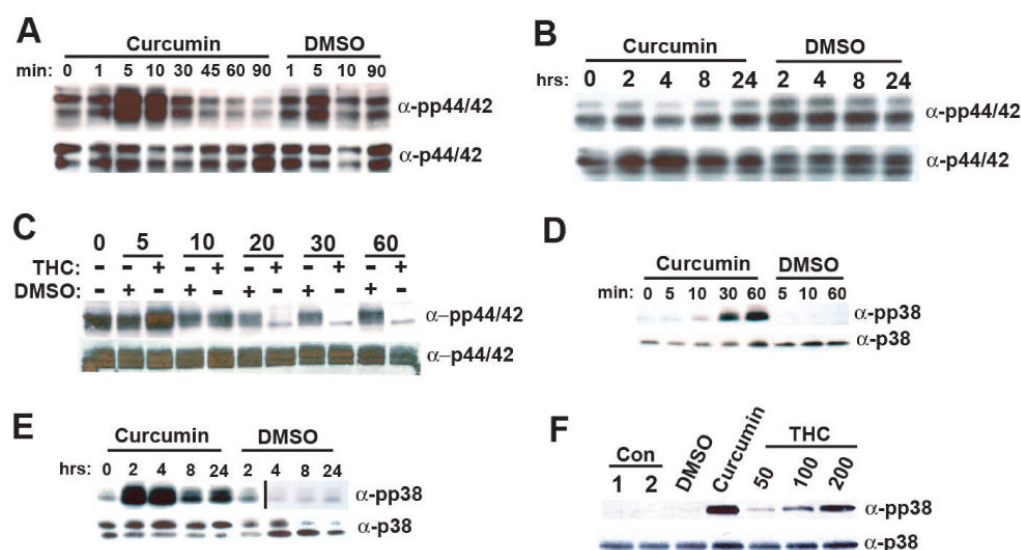 A
Curcumin DMSO
min: 0 1 5 10 30 45 60 90 1 5 10 90
α-pp44/42
α-p44/42
B
Curcumin DMSO
hrs: 0 2 4 8 24 2 4 8 24
α-pp44/42
α-p44/42
C
0 5 10 20 30 60
THC: - - + - + - + - + - +
DMSO: - + - + - + - + - + -
α-pp44/42
α-p44/42
D
Curcumin DMSO
min: 0 5 10 30 60 5 10 60
α-pp38
α-p38
E
Curcumin DMSO
hrs: 0 2 4 8 24 2 4 8 24
α-pp38
α-p38
F
Con DMSO Curcumin THC
1 2 50 100 200
α-pp38
α-p38